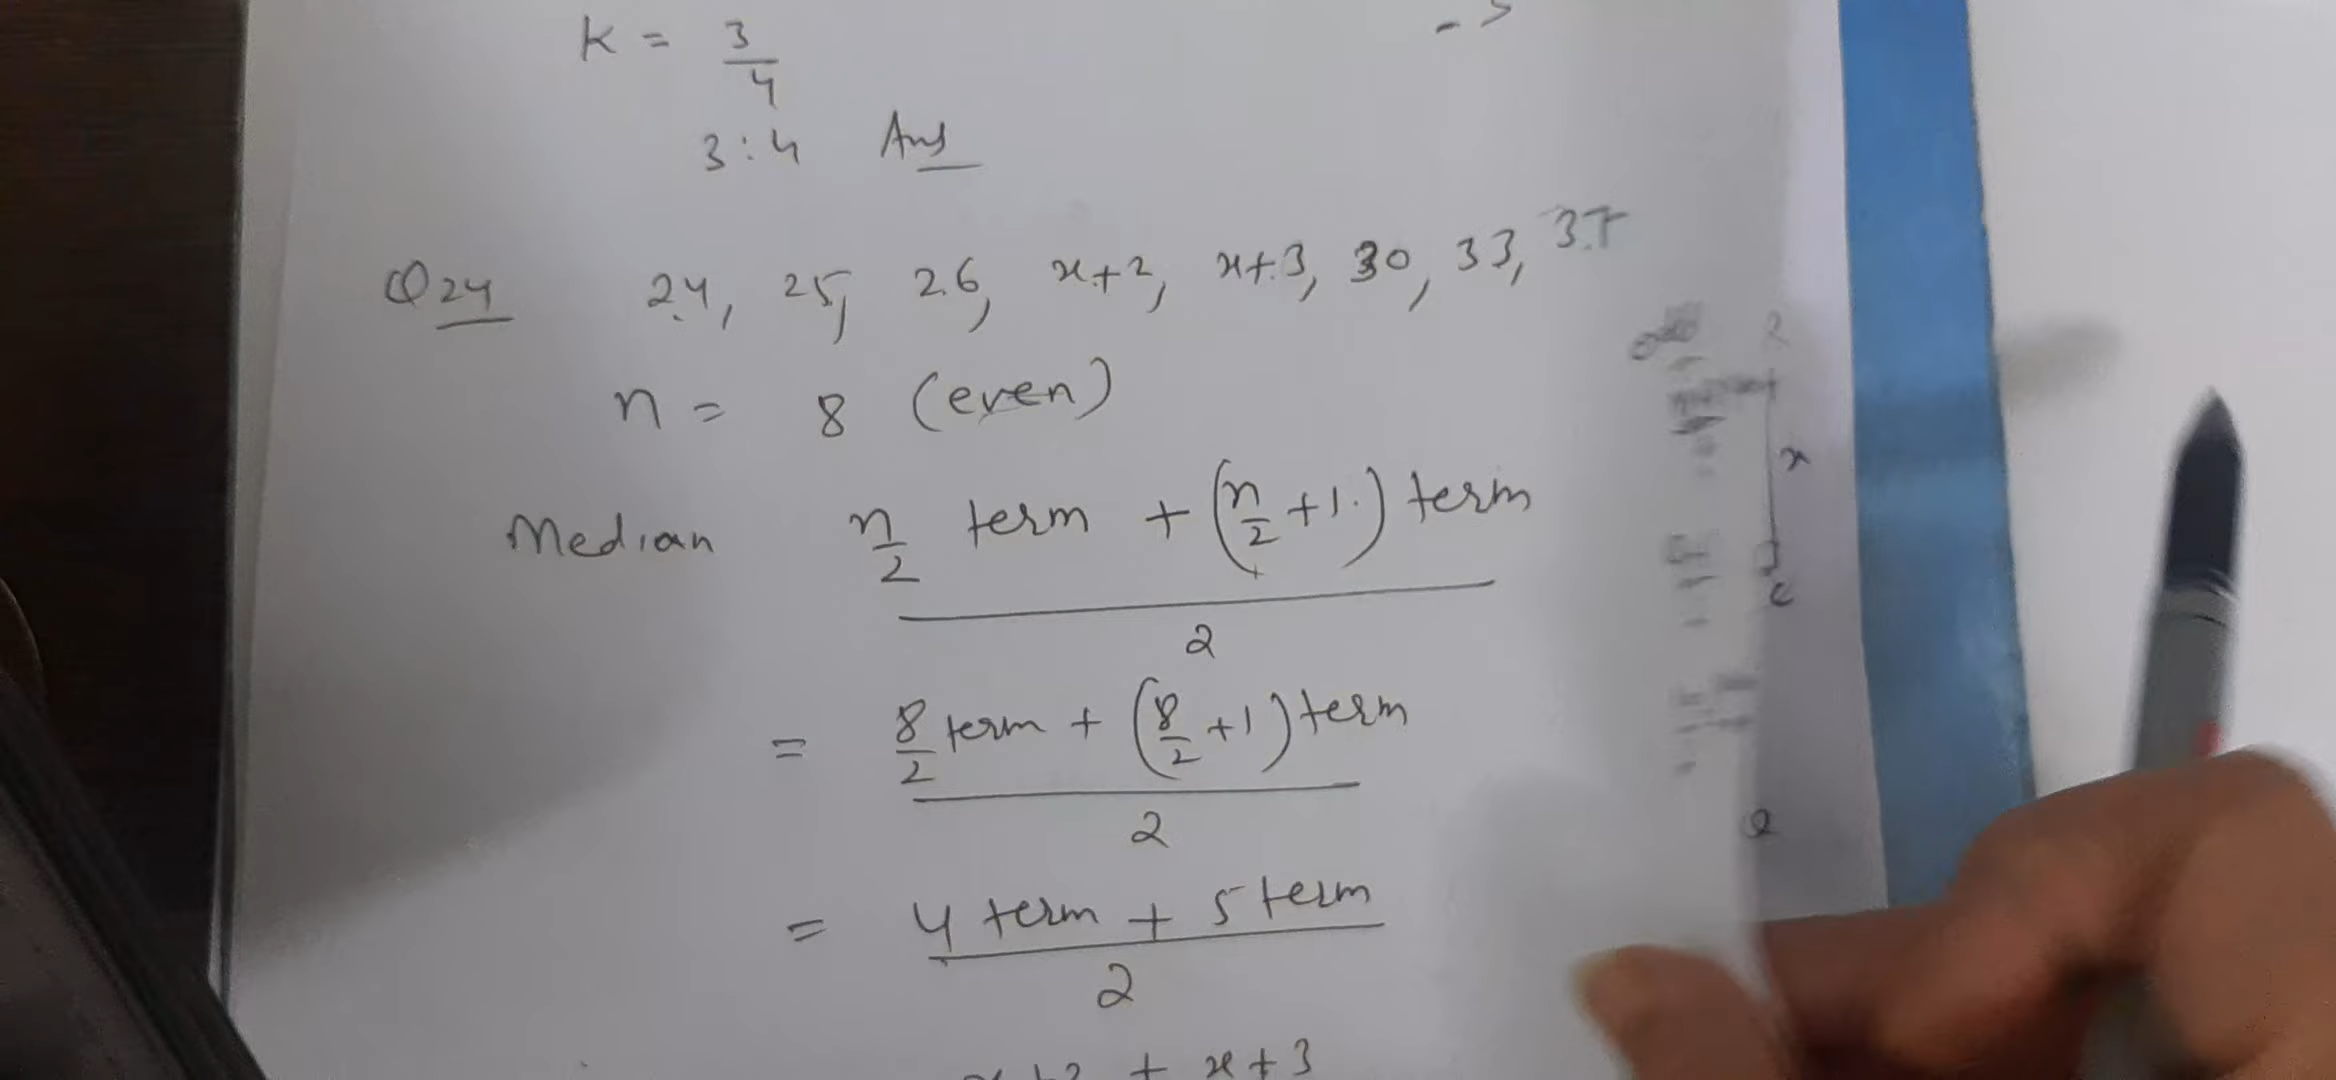 K = 3/4
3:4 Ans
Q24 24, 25, 26, x+2, x+3, 30, 33, 37
n = 8 (even)
Median n/2 term + (n/2 +1) term
2
= 8/2 term + (8/2 +1) term
2
= 4 term + 5 term
2
x+2 + x+3